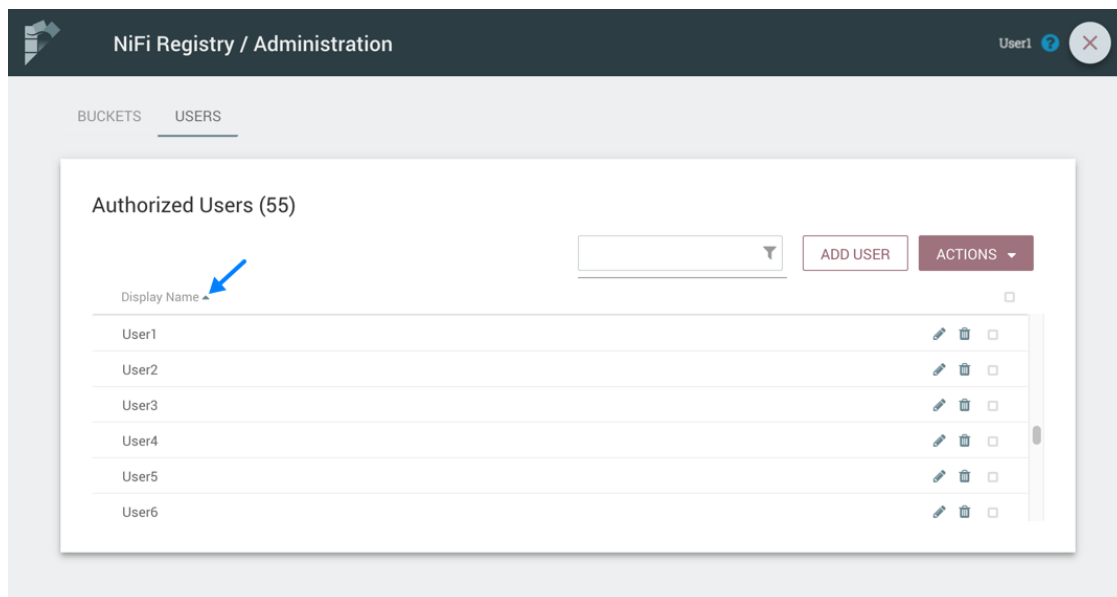 NiFi Registry / Administration
User1
BUCKETS USERS
Authorized Users (55)
ADD USER ACTIONS
Display Name
User1
User2
User3
User4
User5
User6